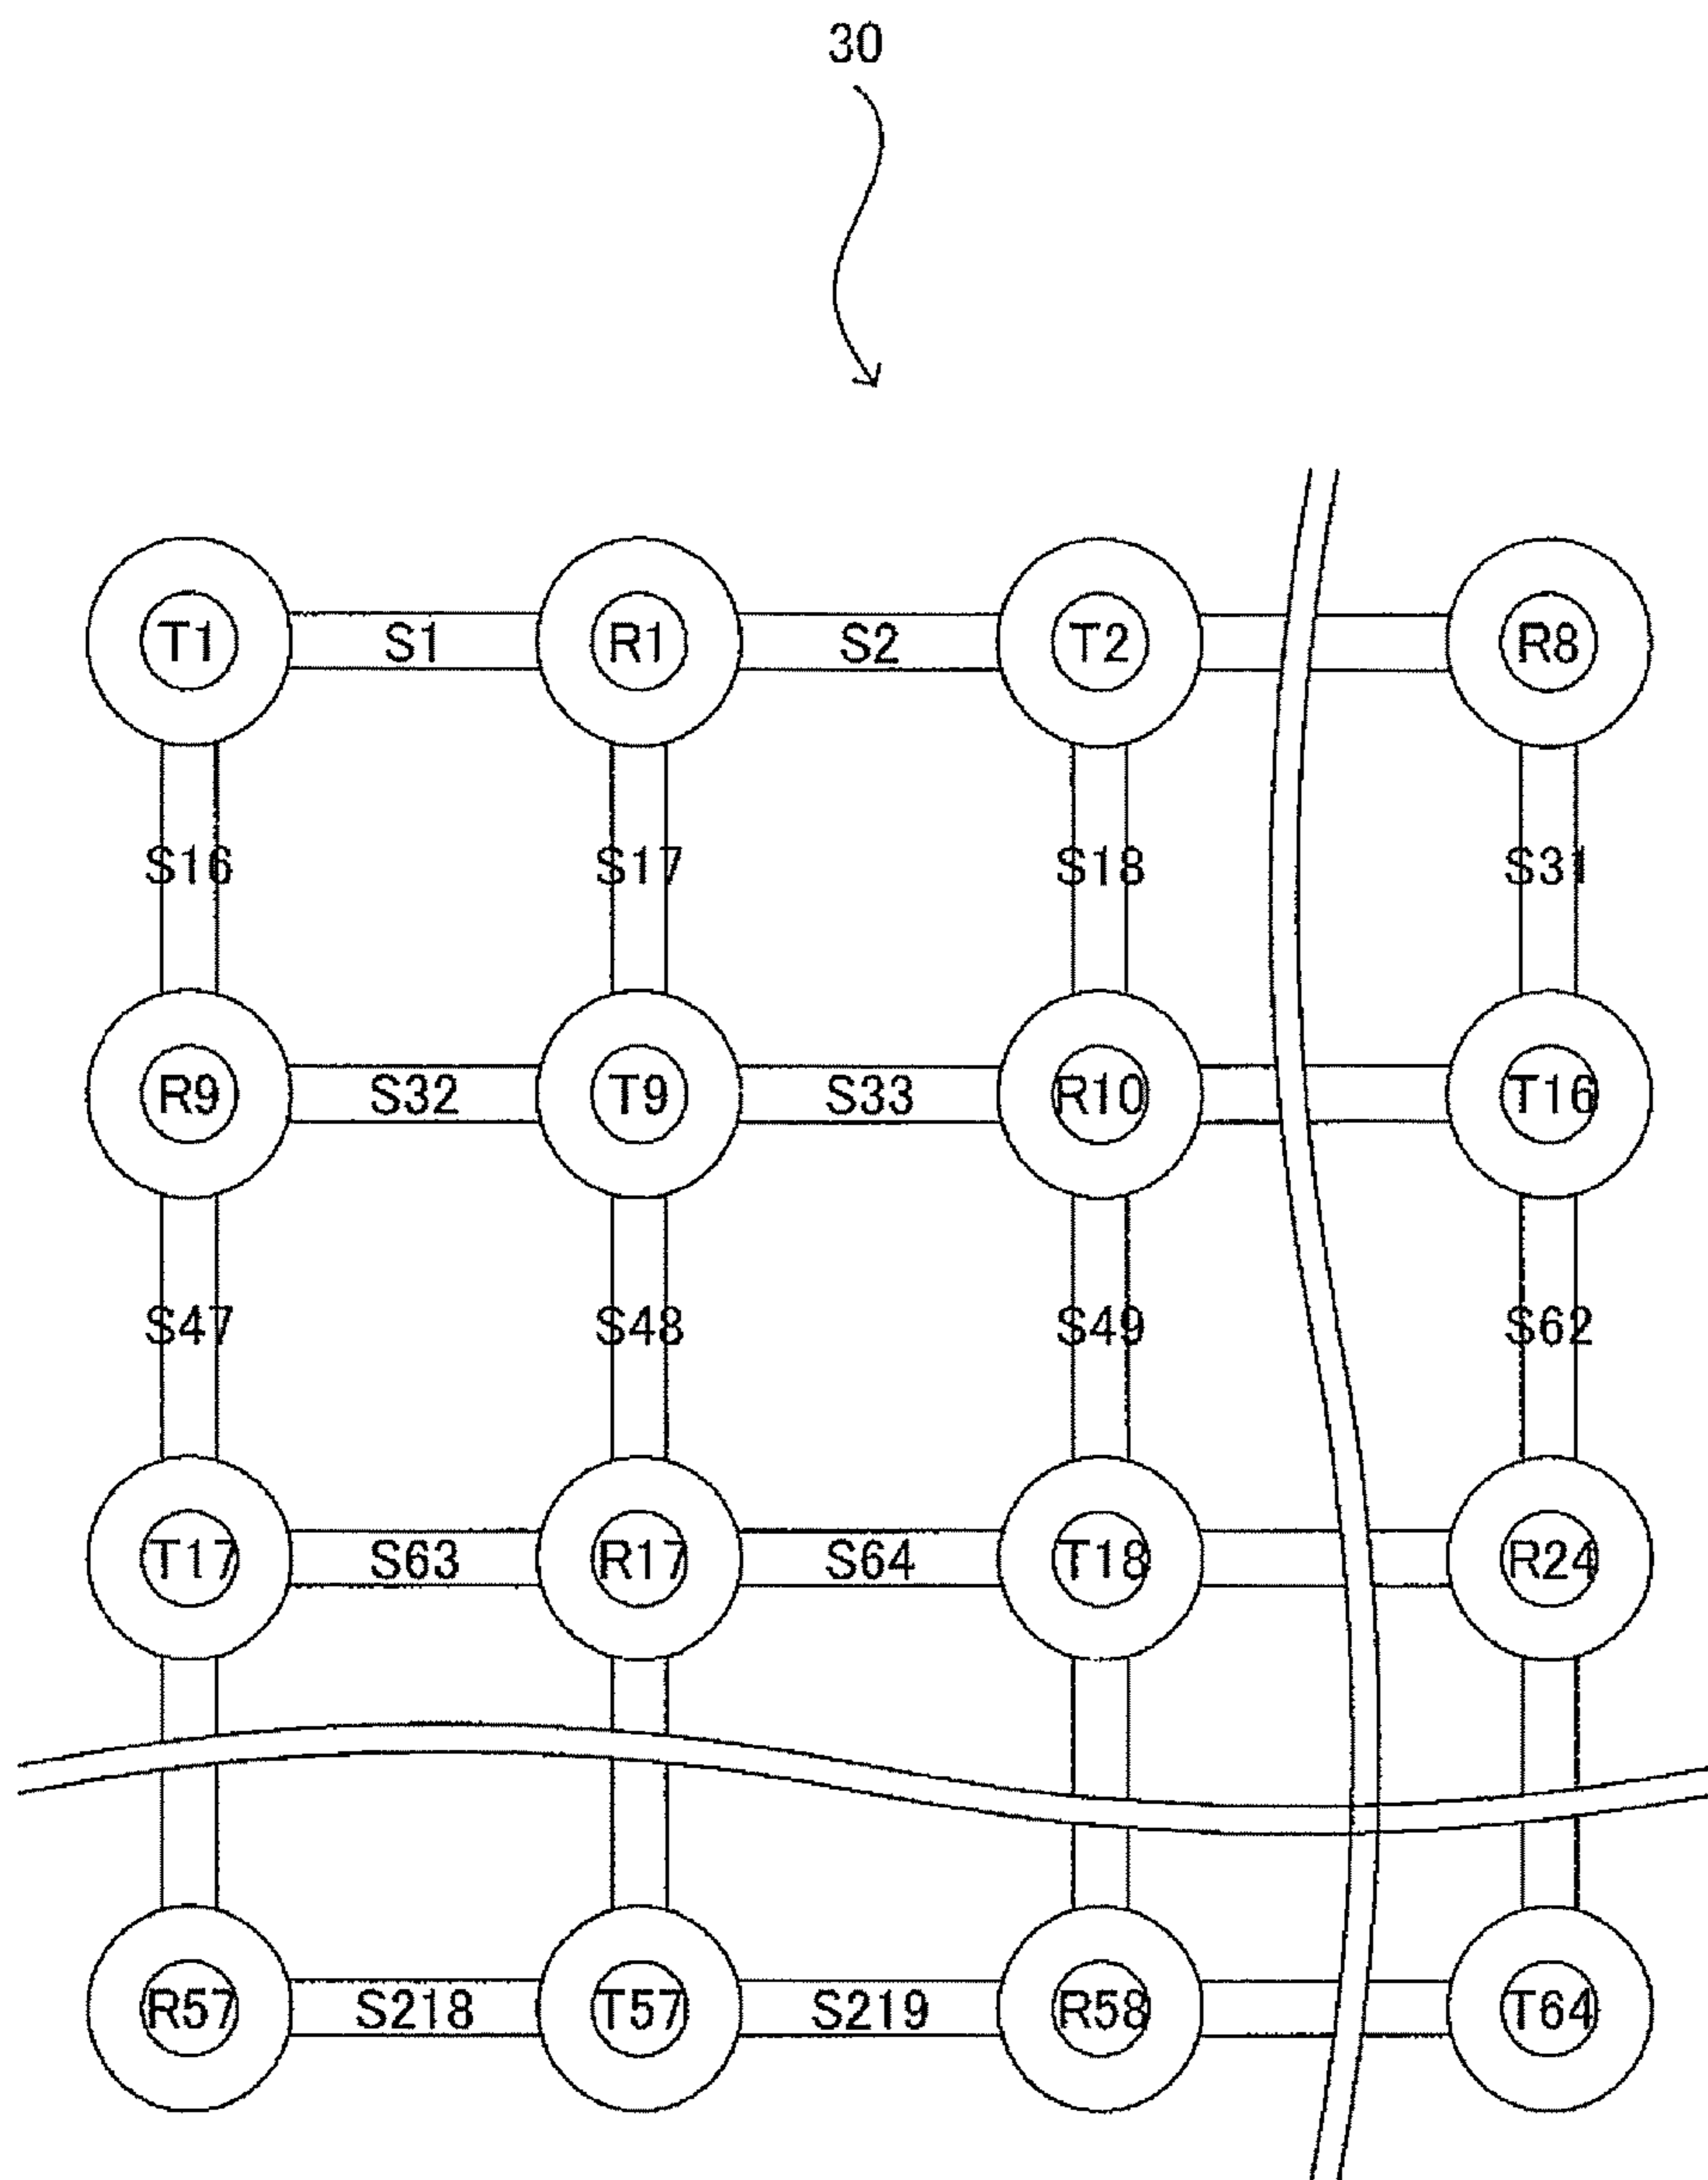 30
T1 S1 R1 S2 T2 R8
S16 S17 S18 S31
R9 S32 T9 S33 R10 T16
S47 S48 S49 S62
T17 S63 R17 S64 T18 R24
R57 S218 T57 S219 R58 T64